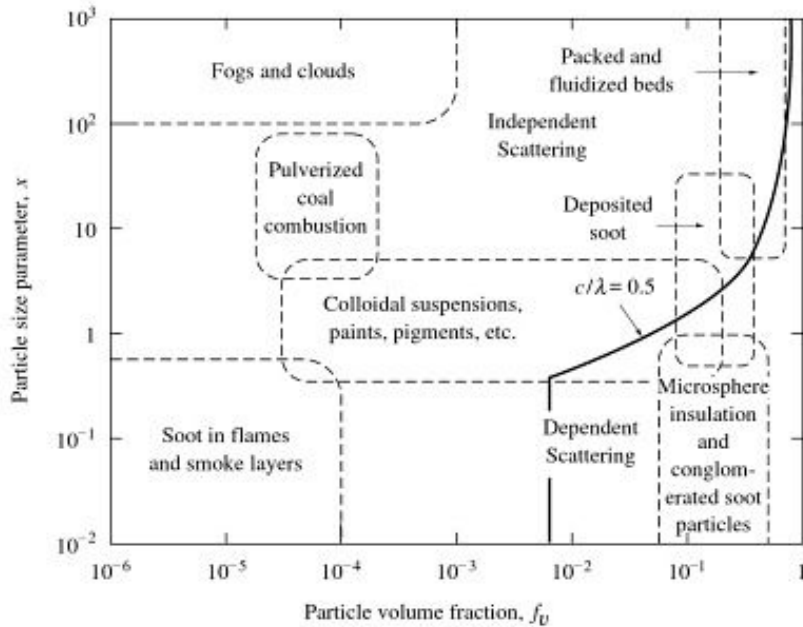 Particle size parameter, x
10³
10²
10
1
10⁻¹
10⁻²
Fogs and clouds
Packed and
fluidized beds
Independent
Scattering
Pulverized
coal
combustion
Deposited
soot
c/λ = 0.5
Colloidal suspensions,
paints, pigments, etc.
Microsphere
insulation
and
conglom-
erated soot
particles
Soot in flames
and smoke layers
Dependent
Scattering
10⁻⁶
10⁻⁵
10⁻⁴
10⁻³
10⁻²
10⁻¹
1
Particle volume fraction, fᵥ